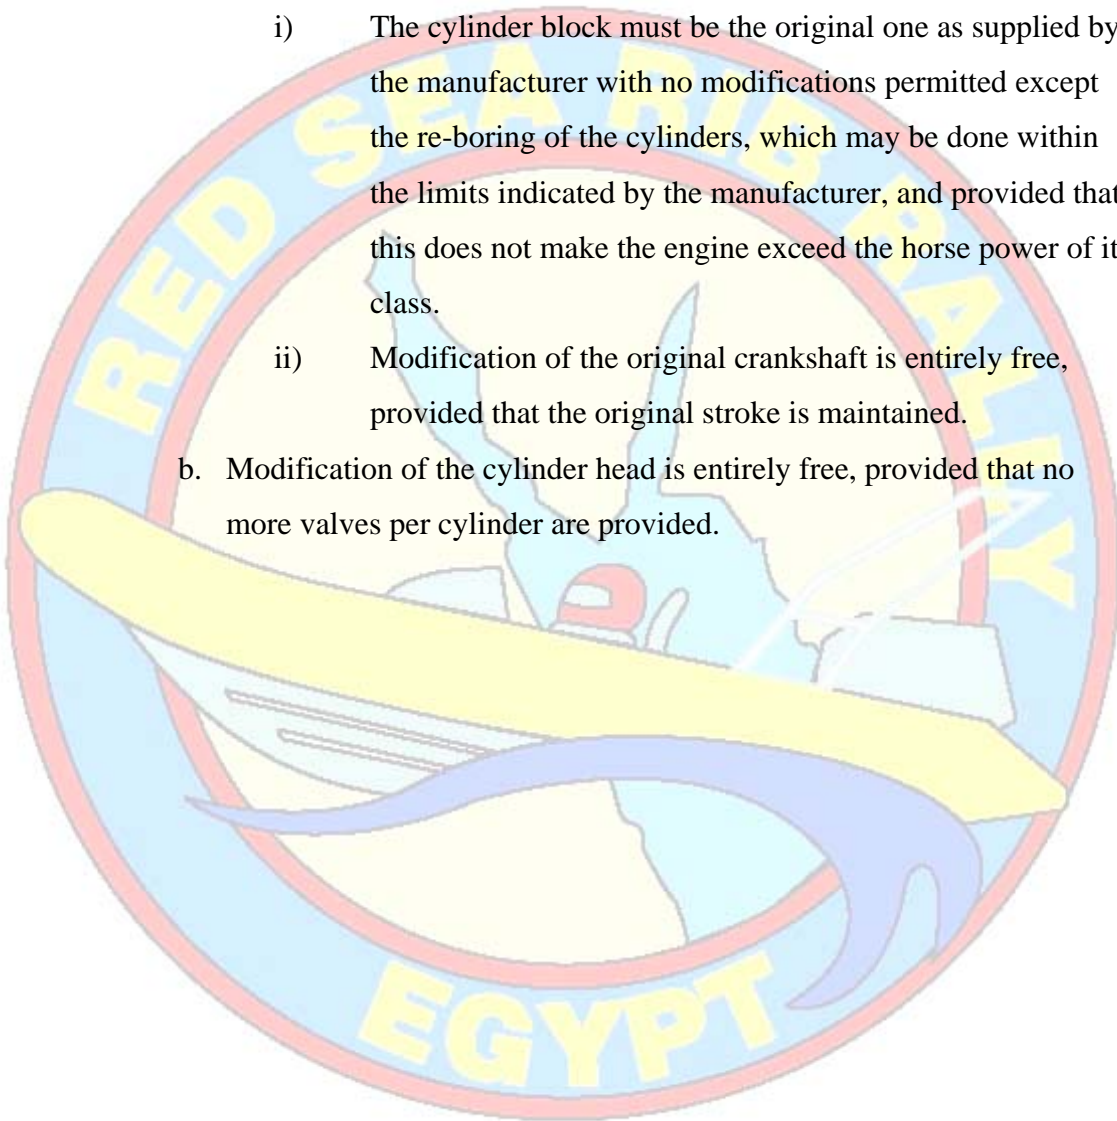 i) The cylinder block must be the original one as supplied by
the manufacturer with no modifications permitted except
the re-boring of the cylinders, which may be done within
the limits indicated by the manufacturer, and provided that
this does not make the engine exceed the horse power of it
class.
ii) Modification of the original crankshaft is entirely free,
provided that the original stroke is maintained.
b. Modification of the cylinder head is entirely free, provided that no
more valves per cylinder are provided.
RED SEA RIB RALLY
EGYPT